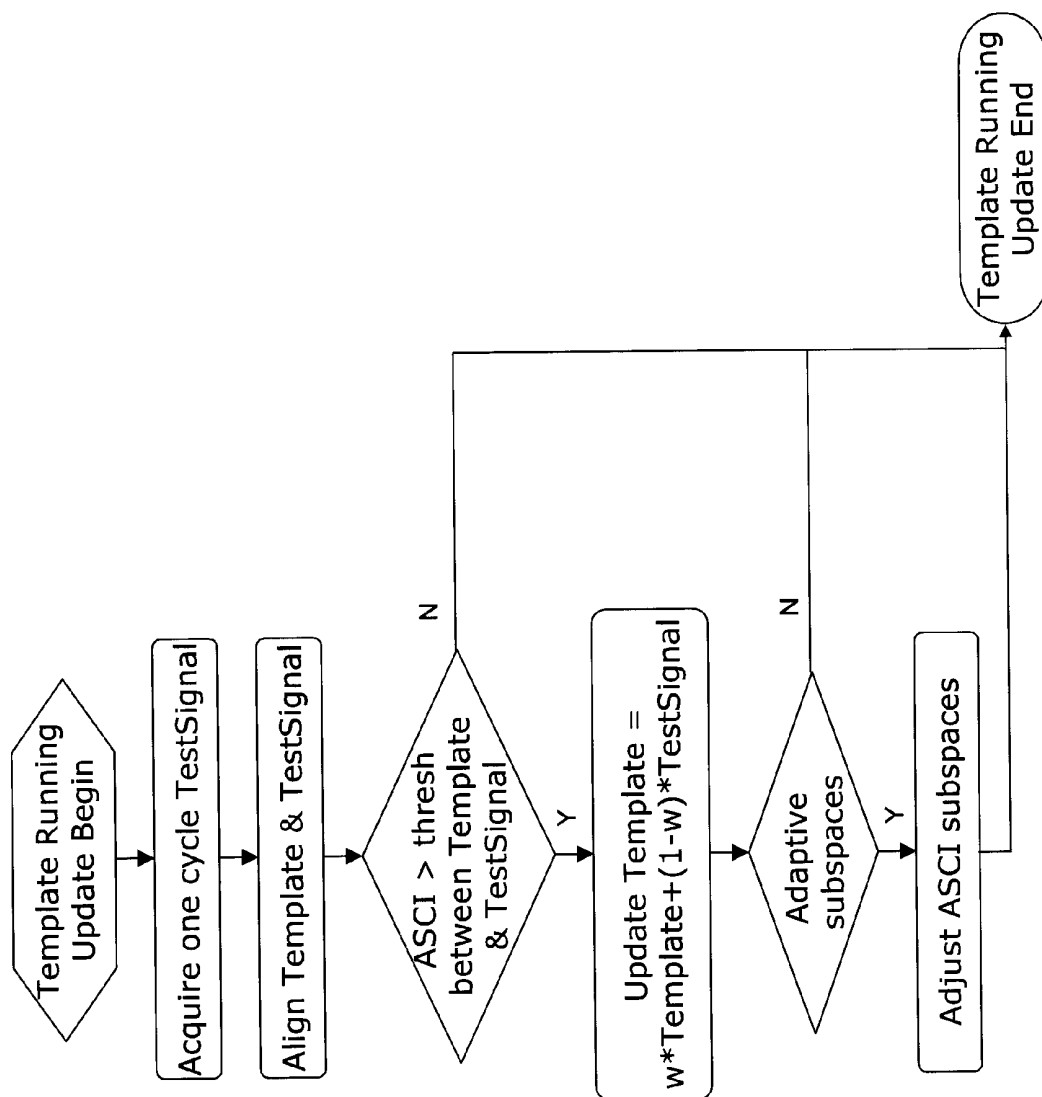 Template Running
Update Begin
Acquire one cycle TestSignal
Align Template & TestSignal
ASCI > thresh
between Template
& TestSignal
N
Y
Update Template =
w*Template+(1-w)*TestSignal
Adaptive
subspaces
N
Y
Adjust ASCI subspaces
Template Running
Update End